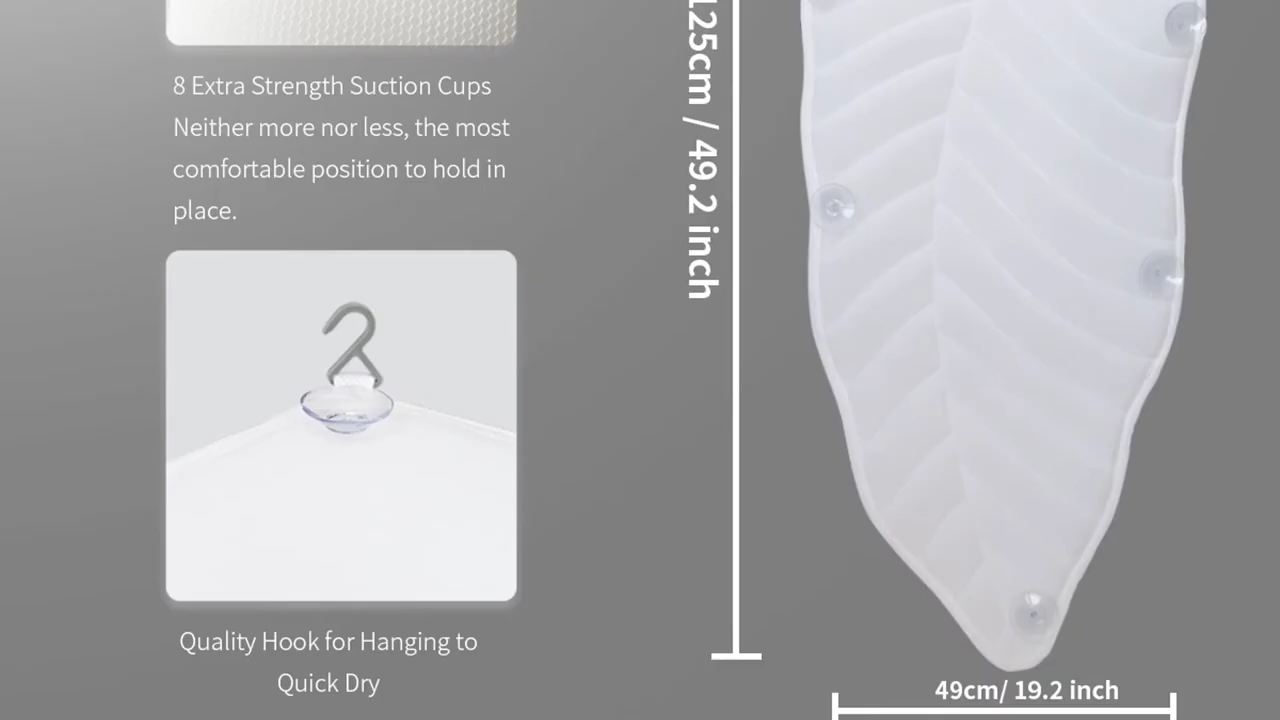 8 Extra Strength Suction Cups
Neither more nor less, the most
comfortable position to hold in
place.
Quality Hook for Hanging to
Quick Dry
125cm / 49.2 inch
49cm/ 19.2 inch